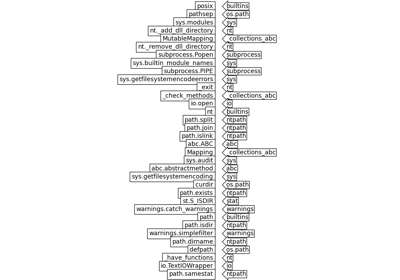 posix builtins
pathsep os.path
sys.modules sys
nt._add_dll_directory nt
MutableMapping _collections_abc
nt._remove_dll_directory nt
subprocess.Popen subprocess
sys.builtin_module_names sys
subprocess.PIPE subprocess
sys.getfilesystemencodeerrors sys
_exit nt
_check_methods _collections_abc
io.open io
nt builtins
path.split ntpath
path.join ntpath
path.islink ntpath
abc.ABC abc
Mapping _collections_abc
sys.audit sys
abc.abstractmethod abc
sys.getfilesystemencoding sys
curdir os.path
path.exists ntpath
st.S_ISDIR stat
warnings.catch_warnings warnings
path builtins
path.isdir ntpath
warnings.simplefilter warnings
path.dirname ntpath
defpath os.path
_have_functions nt
io.TextIOWrapper io
path.samestat ntpath